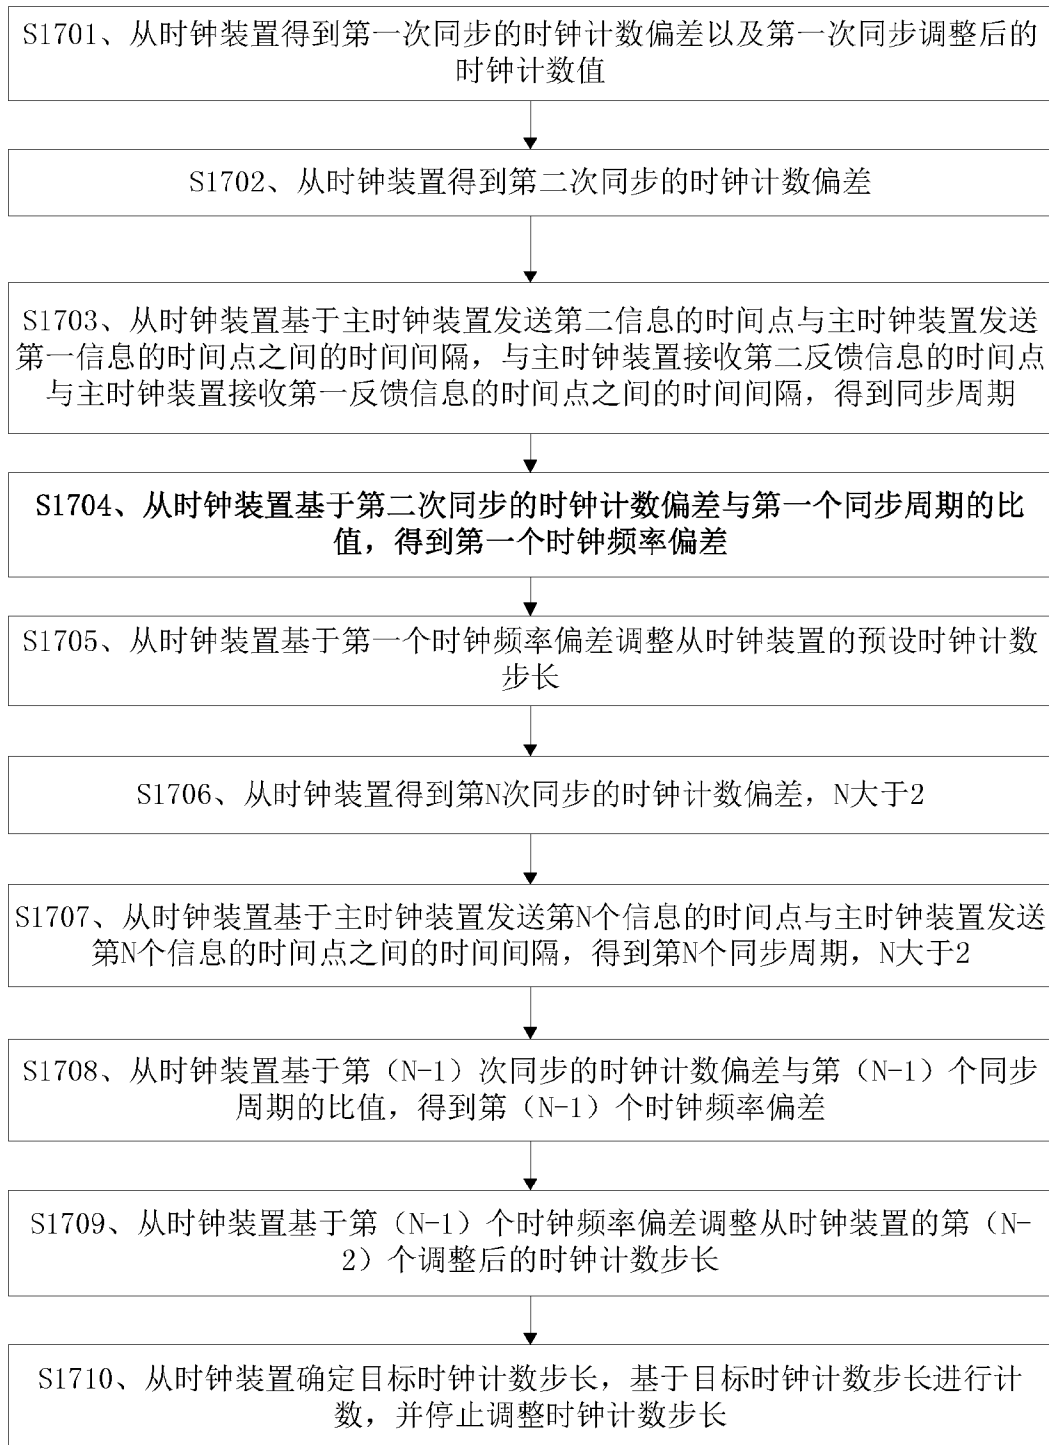 S1701、从时钟装置得到第一次同步的时钟计数偏差以及第一次同步调整后的
时钟计数值
S1702、从时钟装置得到第二次同步的时钟计数偏差
S1703、从时钟装置基于主时钟装置发送第二信息的时间点与主时钟装置发送
第一信息的时间点之间的时间间隔，与主时钟装置接收第二反馈信息的时间点
与主时钟装置接收第一反馈信息的时间点之间的时间间隔，得到同步周期
S1704、从时钟装置基于第二次同步的时钟计数偏差与第一个同步周期的比
值，得到第一个时钟频率偏差
S1705、从时钟装置基于第一个时钟频率偏差调整从时钟装置的预设时钟计数
步长
S1706、从时钟装置得到第N次同步的时钟计数偏差，N大于2
S1707、从时钟装置基于主时钟装置发送第N个信息的时间点与主时钟装置发送
第N个信息的时间点之间的时间间隔，得到第N个同步周期，N大于2
S1708、从时钟装置基于第（N-1）次同步的时钟计数偏差与第（N-1）个同步
周期的比值，得到第（N-1）个时钟频率偏差
S1709、从时钟装置基于第（N-1）个时钟频率偏差调整从时钟装置的第（N-
2）个调整后的时钟计数步长
S1710、从时钟装置确定目标时钟计数步长，基于目标时钟计数步长进行计
数，并停止调整时钟计数步长